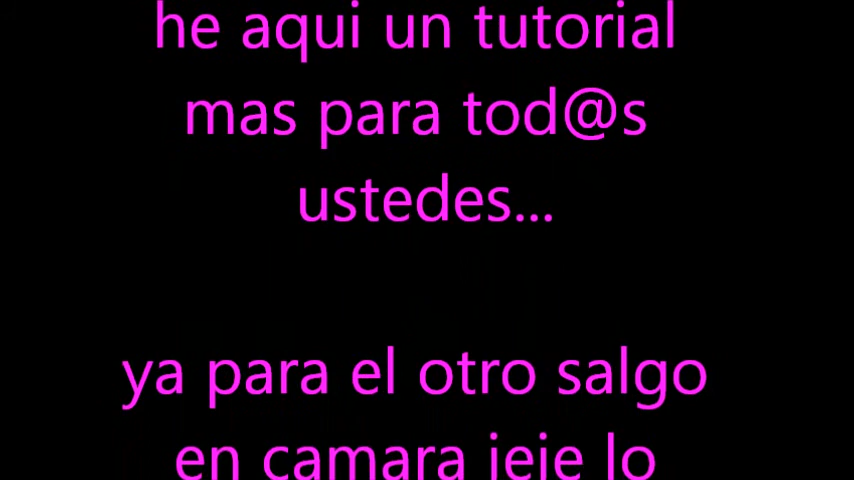 he aqui un tutorial
mas para tod@s
ustedes...
ya para el otro salgo
en camara jeje lo